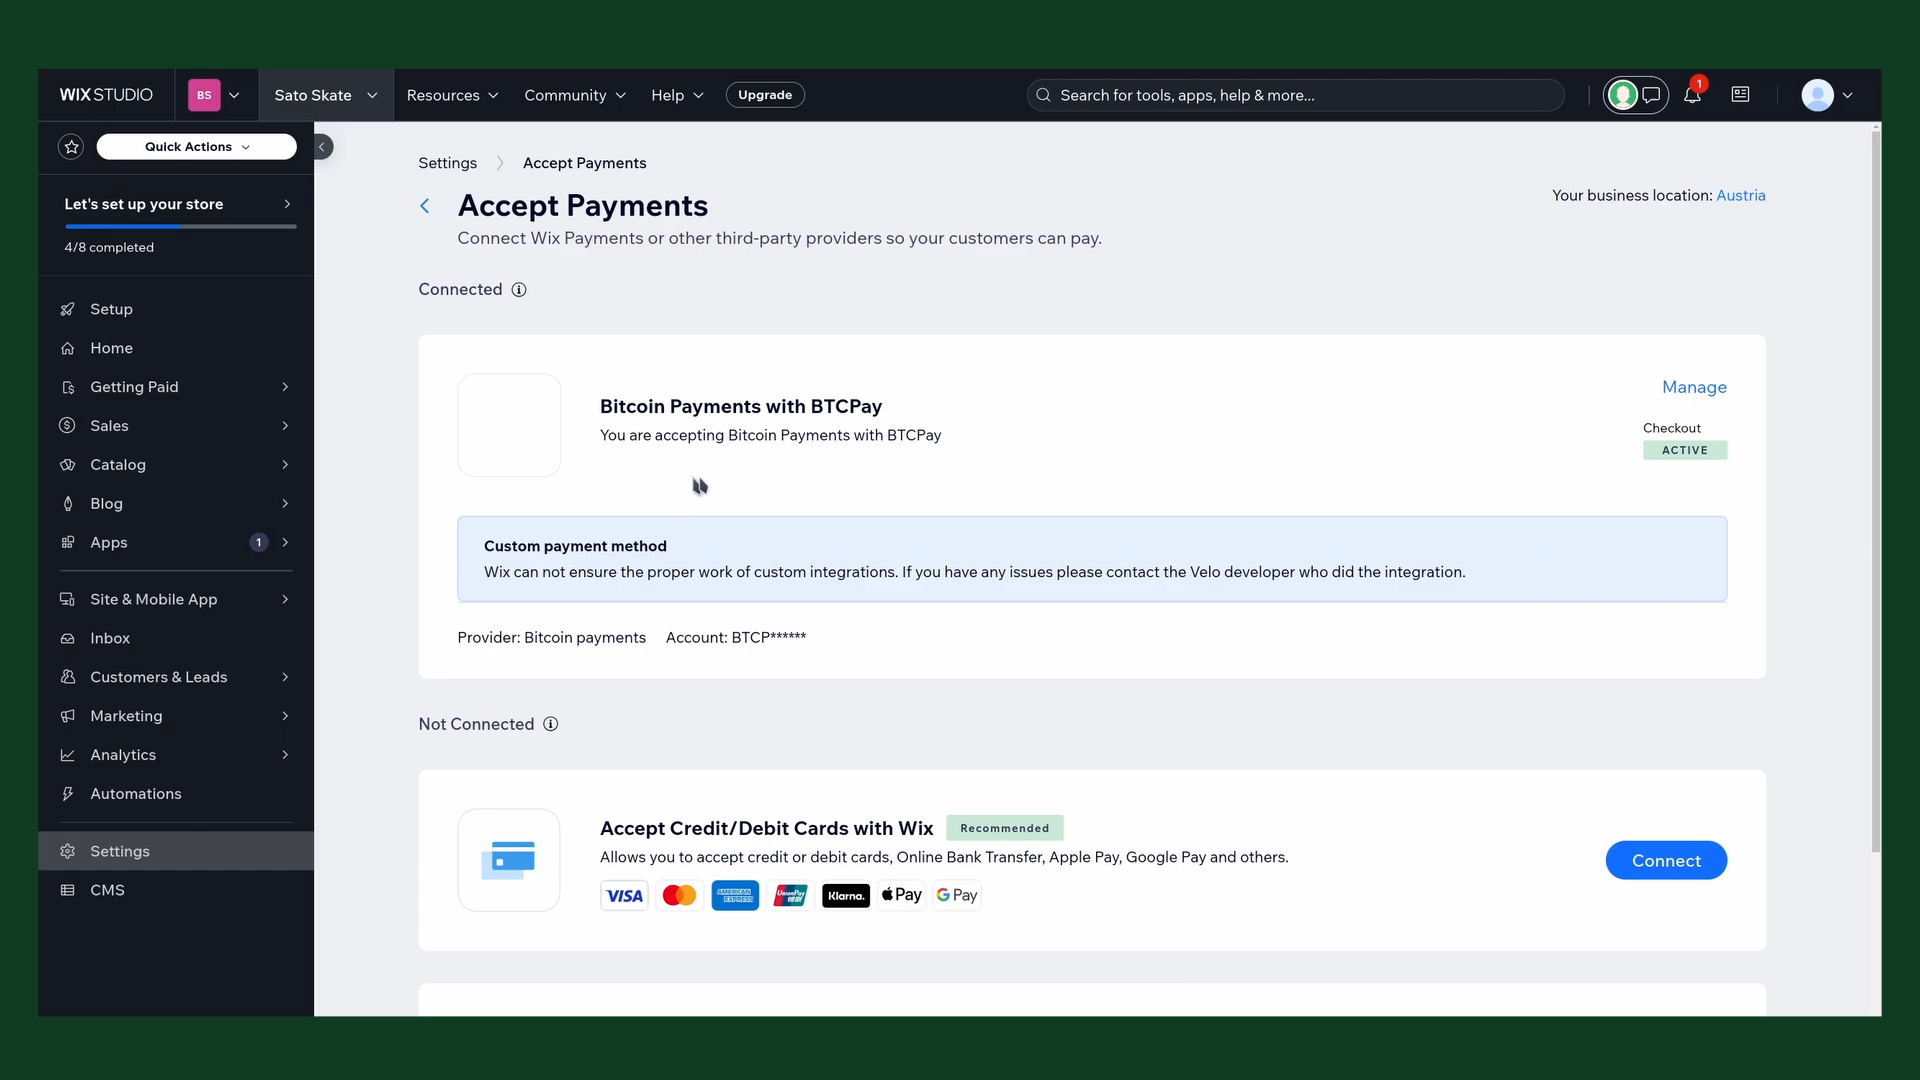 WIX STUDIO
BS
Sato Skate
Resources
Community
Help
Upgrade
Search for tools, apps, help & more...
1
Quick Actions
Let's set up your store
4/8 completed
Setup
Home
Getting Paid
Sales
Catalog
Blog
Apps
1
Site & Mobile App
Inbox
Customers & Leads
Marketing
Analytics
Automations
Settings
CMS
Settings
Accept Payments
Accept Payments
Your business location: Austria
Connect Wix Payments or other third-party providers so your customers can pay.
Connected
Bitcoin Payments with BTCPay
You are accepting Bitcoin Payments with BTCPay
Manage
Checkout
ACTIVE
Custom payment method
Wix can not ensure the proper work of custom integrations. If you have any issues please contact the Velo developer who did the integration.
Provider: Bitcoin payments Account: BTCP******
Not Connected
Accept Credit/Debit Cards with Wix
Recommended
Allows you to accept credit or debit cards, Online Bank Transfer, Apple Pay, Google Pay and others.
VISA
AMERICAN EXPRESS
UnionPay
银联
Klarna.
Pay
G Pay
Connect